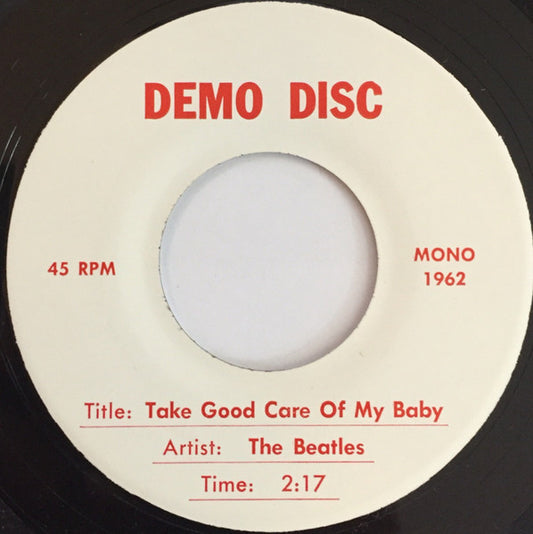 DEMO DISC
45 RPM
MONO
1962
Title: Take Good Care Of My Baby
Artist: The Beatles
Time: 2:17